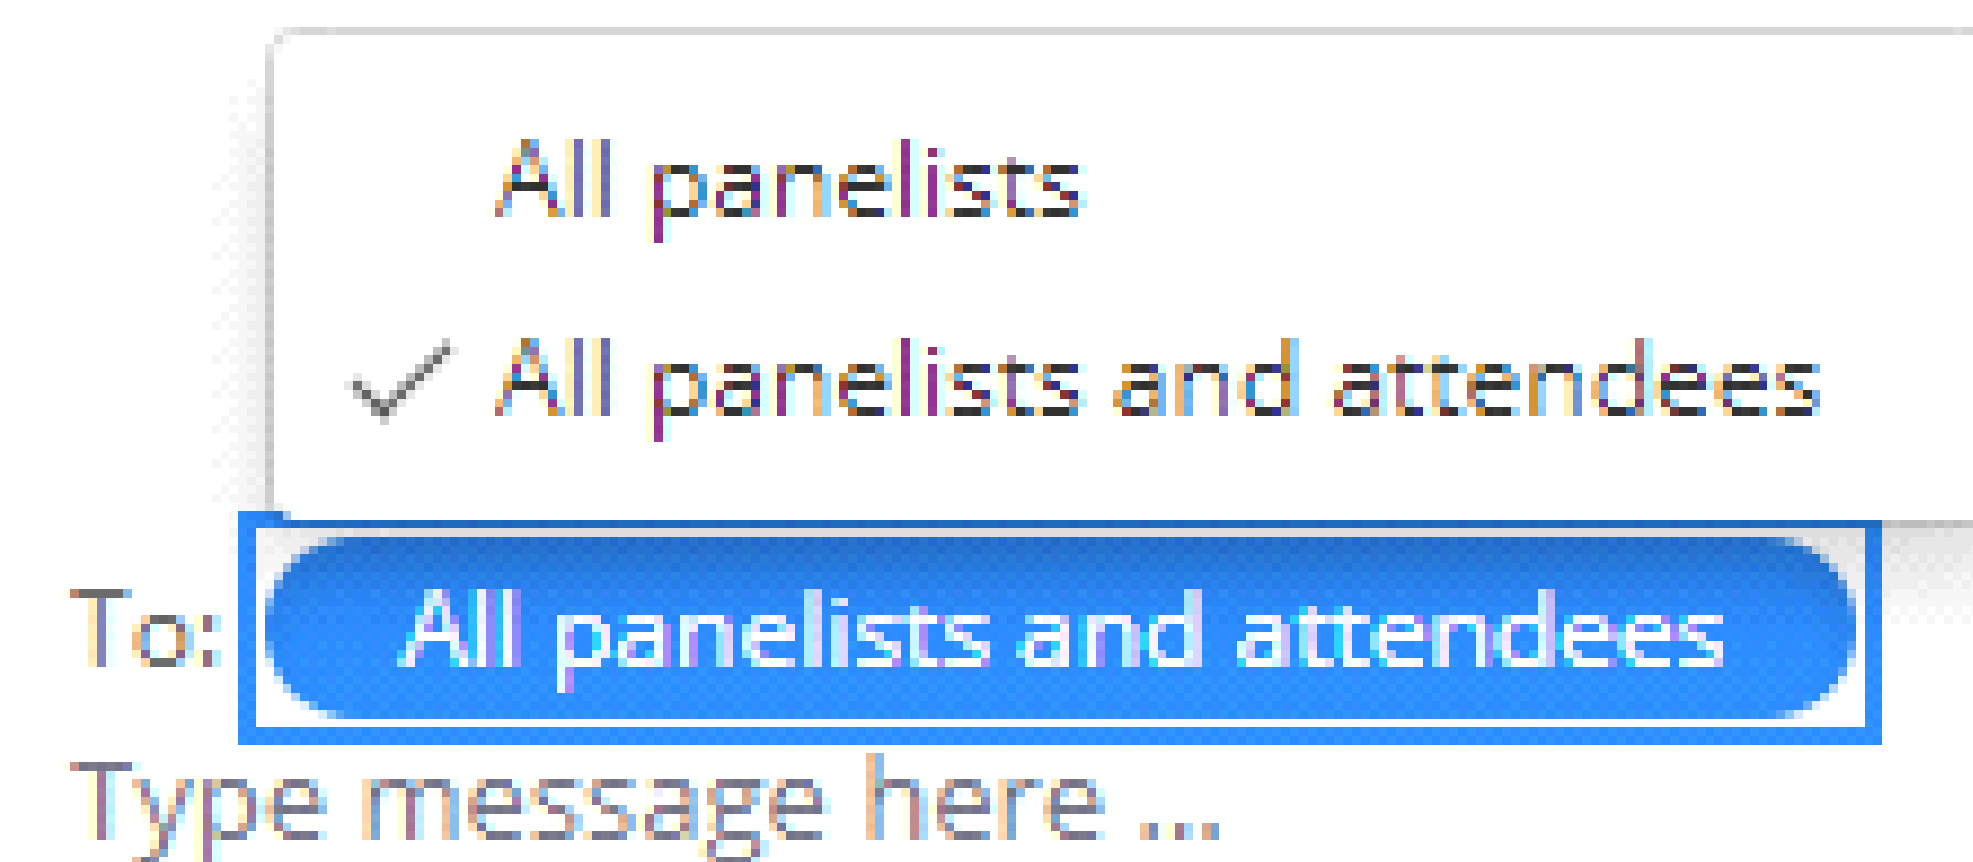 All panelists
All panelists and attendees
To: All panelists and attendees
Type message here ...